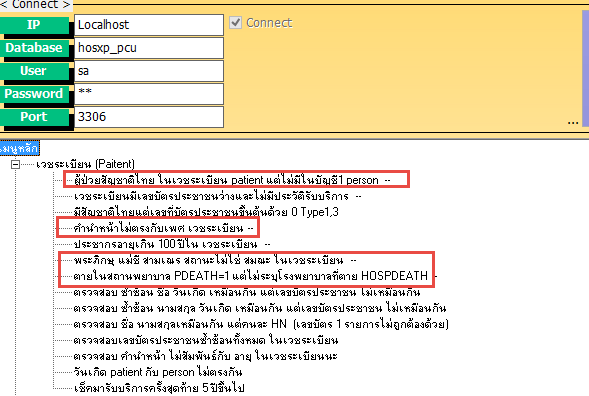 < Connect >
IP Localhost Connect
Database hosxp_pcu
User sa
Password **
Port 3306
...
เมนูหลัก
เวชระเบียน (Paitent)
ผู้ป่วยสัญชาติไทย ในเวชระเบียน patient แต่ไม่มีในบัญชี1 person --
เวชระเบียนมีเลขบัตรประชาชนว่างและไม่มีประวัติรับบริการ --
มีสัญชาติไทยแต่เลขที่บัตรประชาชนขึ้นต้นด้วย 0 Type1,3
คำนำหน้าไม่ตรงกับเพศ เวชระเบียน --
ประชากรอายุเกิน 100 ปีใน เวชระเบียน --
พระภิกษุ แม่ชี สามเณร สถานะไม่ใช่ สมณะ ในเวชระเบียน --
ตายในสถานพยาบาล PDEATH=1 แต่ไม่ระบุโรงพยาบาลที่ตาย HOSPDEATH --
ตรวจสอบ ซ้ำซ้อน ชื่อ วันเกิด เหมือนกัน แต่เลขบัตรประชาชน ไม่เหมือนกัน
ตรวจสอบ ซ้ำซ้อน นามสกุล วันเกิด เหมือนกัน แต่เลขบัตรประชาชน ไม่เหมือนกัน
ตรวจสอบ ชื่อ นามสกุลเหมือนกัน แต่คนละ HN (เลขบัตร 1 รายการไม่ถูกต้องด้วย)
ตรวจสอบเลขบัตรประชาชนซ้ำซ้อนทั้งหมด ในเวชระเบียน
ตรวจสอบ คำนำหน้า ไม่สัมพันธ์กับ อายุ ในเวชระเบียนนะ
วันเกิด patient กับ person ไม่ตรงกัน
เช็คมารับบริการครั้งสุดท้าย 5 ปีขึ้นไป